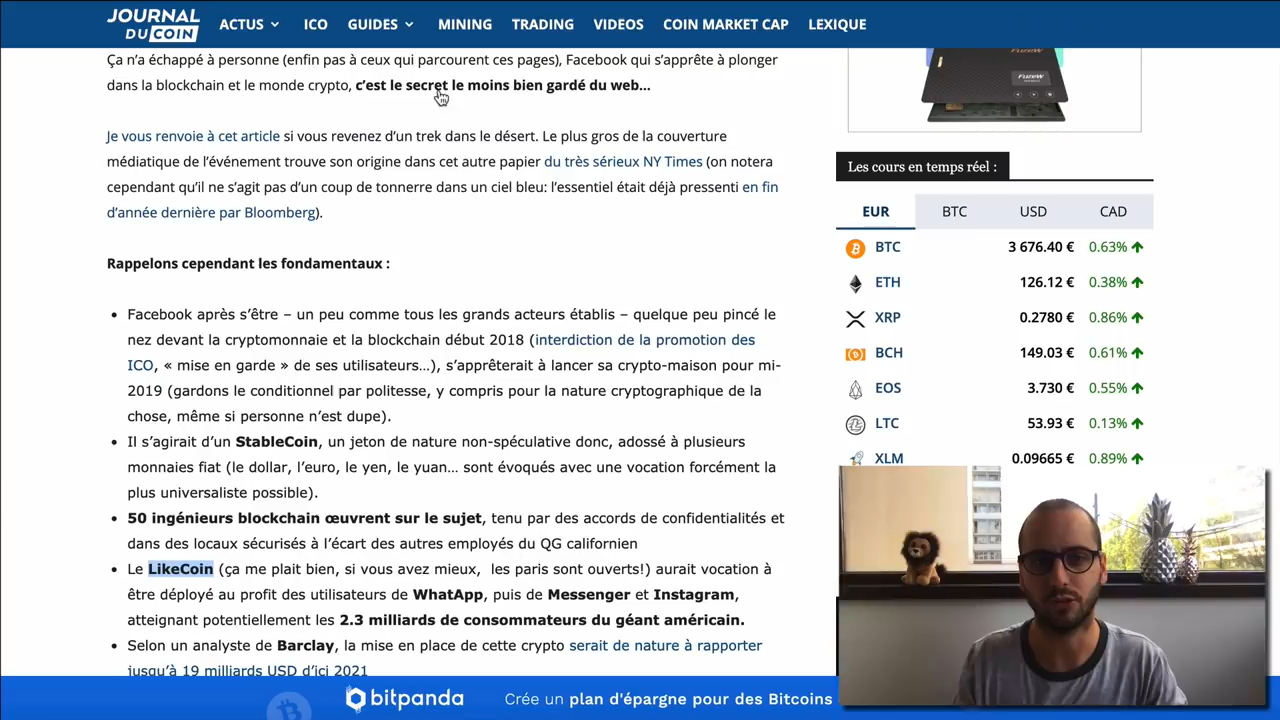 JOURNAL
DU COIN
ACTUS ICO GUIDES MINING TRADING VIDEOS COIN MARKET CAP LEXIQUE
Ça n’a échappé à personne (enfin pas à ceux qui parcourent ces pages), Facebook qui s’apprête à plonger
dans la blockchain et le monde crypto, c’est le secret le moins bien gardé du web…
Je vous renvoie à cet article si vous revenez d’un trek dans le désert. Le plus gros de la couverture
médiatique de l’événement trouve son origine dans cet autre papier du très sérieux NY Times (on notera
cependant qu’il ne s’agit pas d’un coup de tonnerre dans un ciel bleu: l’essentiel était déjà pressenti en fin
d’année dernière par Bloomberg).
Rappelons cependant les fondamentaux :
• Facebook après s’être – un peu comme tous les grands acteurs établis – quelque peu pincé le
nez devant la cryptomonnaie et la blockchain début 2018 (interdiction de la promotion des
ICO, « mise en garde » de ses utilisateurs…), s’apprêterait à lancer sa crypto-maison pour mi-
2019 (gardons le conditionnel par politesse, y compris pour la nature cryptographique de la
chose, même si personne n’est dupe).
• Il s’agirait d’un StableCoin, un jeton de nature non-spéculative donc, adossé à plusieurs
monnaies fiat (le dollar, l’euro, le yen, le yuan… sont évoqués avec une vocation forcément la
plus universaliste possible).
• 50 ingénieurs blockchain œuvrent sur le sujet, tenu par des accords de confidentialités et
dans des locaux sécurisés à l’écart des autres employés du QG californien
• Le LikeCoin (ça me plait bien, si vous avez mieux, les paris sont ouverts!) aurait vocation à
être déployé au profit des utilisateurs de WhatApp, puis de Messenger et Instagram,
atteignant potentiellement les 2.3 milliards de consommateurs du géant américain.
• Selon un analyste de Barclay, la mise en place de cette crypto serait de nature à rapporter
jusqu’à 19 milliards USD d’ici 2021
FuzeW
Les cours en temps réel :
EUR BTC USD CAD
BTC 3 676.40 € 0.63%
ETH 126.12 € 0.38%
XRP 0.2780 € 0.86%
BCH 149.03 € 0.61%
EOS 3.730 € 0.55%
LTC 53.93 € 0.13%
XLM 0.09665 € 0.89%
bitpanda Crée un plan d'épargne pour des Bitcoins